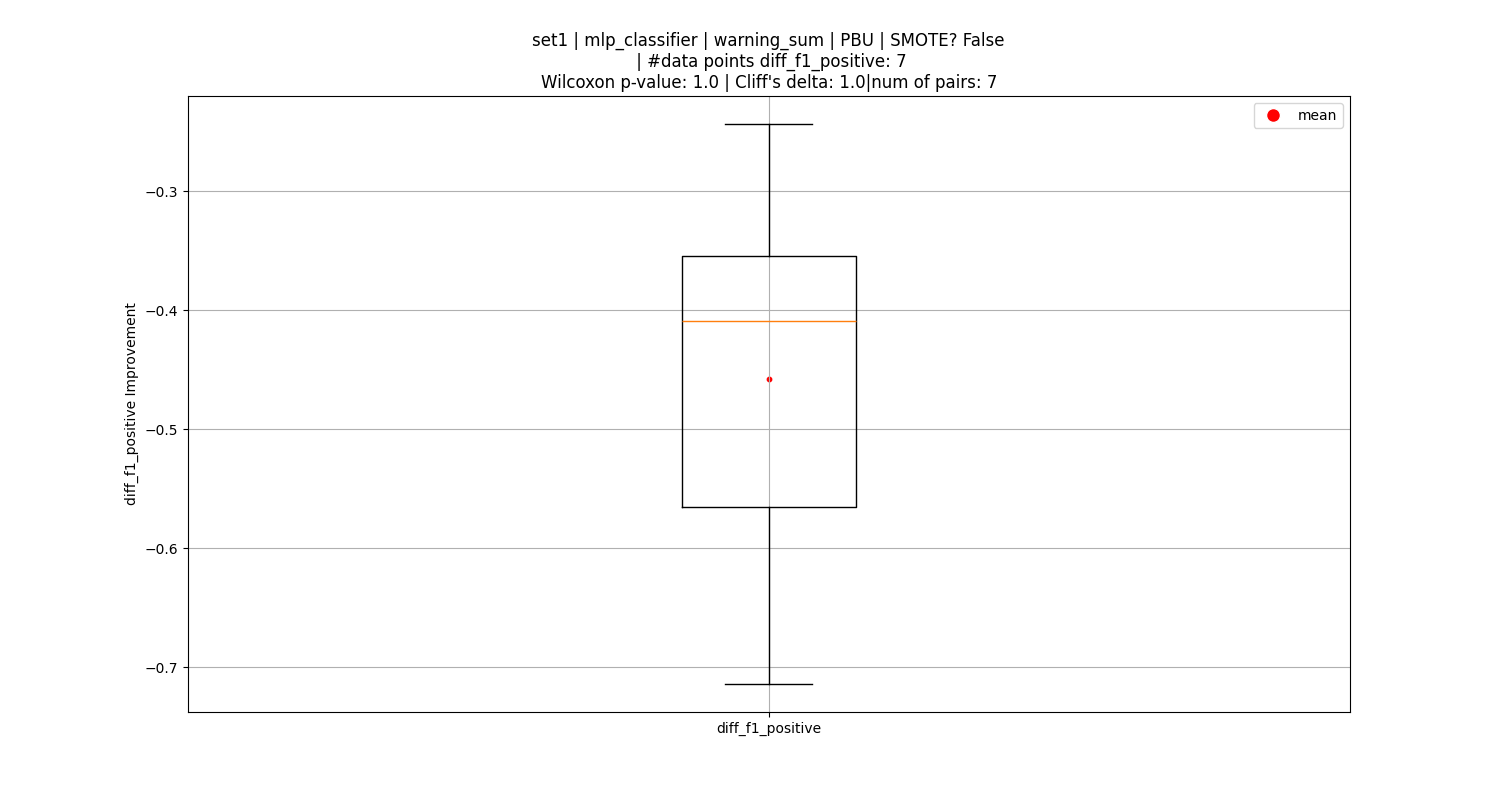 set1 | mlp_classifier | warning_sum | PBU | SMOTE? False
| #data points diff_f1_positive: 7
Wilcoxon p-value: 1.0 | Cliff's delta: 1.0|num of pairs: 7
mean
−0.3
−0.4
−0.5
−0.6
−0.7
diff_f1_positive Improvement
diff_f1_positive